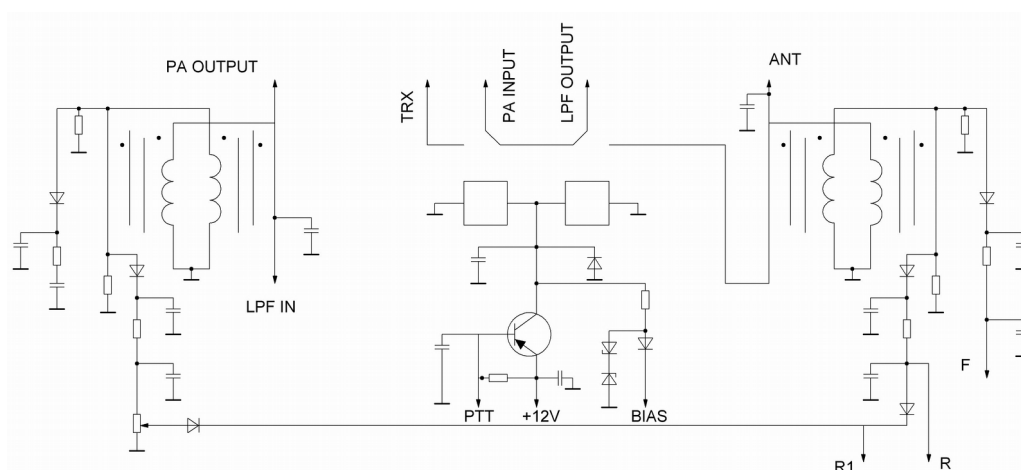 PA OUTPUT
TRX
PA INPUT
LPF OUTPUT
ANT
LPF IN
F
PTT
+12V
BIAS
R1
R